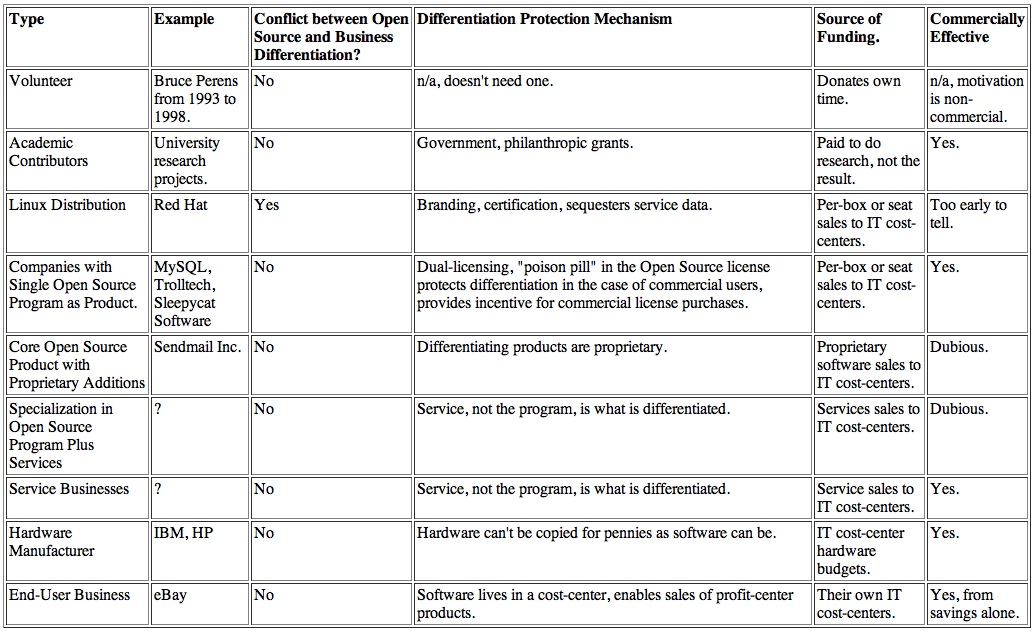 Type
Example
Conflict between Open
Source and Business
Differentiation?
Differentiation Protection Mechanism
Source of
Funding.
Commercially
Effective
Volunteer
Bruce Perens
from 1993 to
1998.
No
n/a, doesn't need one.
Donates own
time.
n/a, motivation
is non-
commercial.
Academic
Contributors
University
research
projects.
No
Government, philanthropic grants.
Paid to do
research, not the
result.
Yes.
Linux Distribution
Red Hat
Yes
Branding, certification, sequesters service data.
Per-box or seat
sales to IT cost-
centers.
Too early to
tell.
Companies with
Single Open Source
Program as Product.
MySQL,
Trolltech,
Sleepycat
Software
No
Dual-licensing, "poison pill" in the Open Source license
protects differentiation in the case of commercial users,
provides incentive for commercial license purchases.
Per-box or seat
sales to IT cost-
centers.
Yes.
Core Open Source
Product with
Proprietary Additions
Sendmail Inc.
No
Differentiating products are proprietary.
Proprietary
software sales to
IT cost-centers.
Dubious.
Specialization in
Open Source
Program Plus
Services
?
No
Service, not the program, is what is differentiated.
Services sales to
IT cost-centers.
Dubious.
Service Businesses
?
No
Service, not the program, is what is differentiated.
Service sales to
IT cost-centers.
Yes.
Hardware
Manufacturer
IBM, HP
No
Hardware can't be copied for pennies as software can be.
IT cost-center
hardware
budgets.
Yes.
End-User Business
eBay
No
Software lives in a cost-center, enables sales of profit-center
products.
Their own IT
cost-centers.
Yes, from
savings alone.